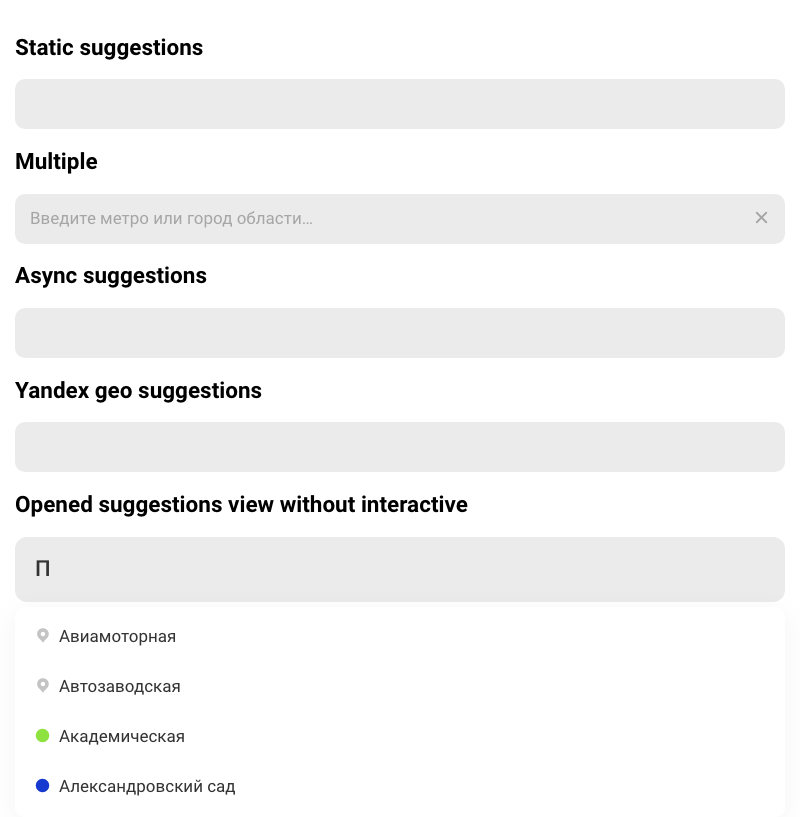 Static suggestions
Multiple
Введите метро или город области...
Async suggestions
Yandex geo suggestions
Opened suggestions view without interactive
П
Авиамоторная
Автозаводская
Академическая
Александровский сад